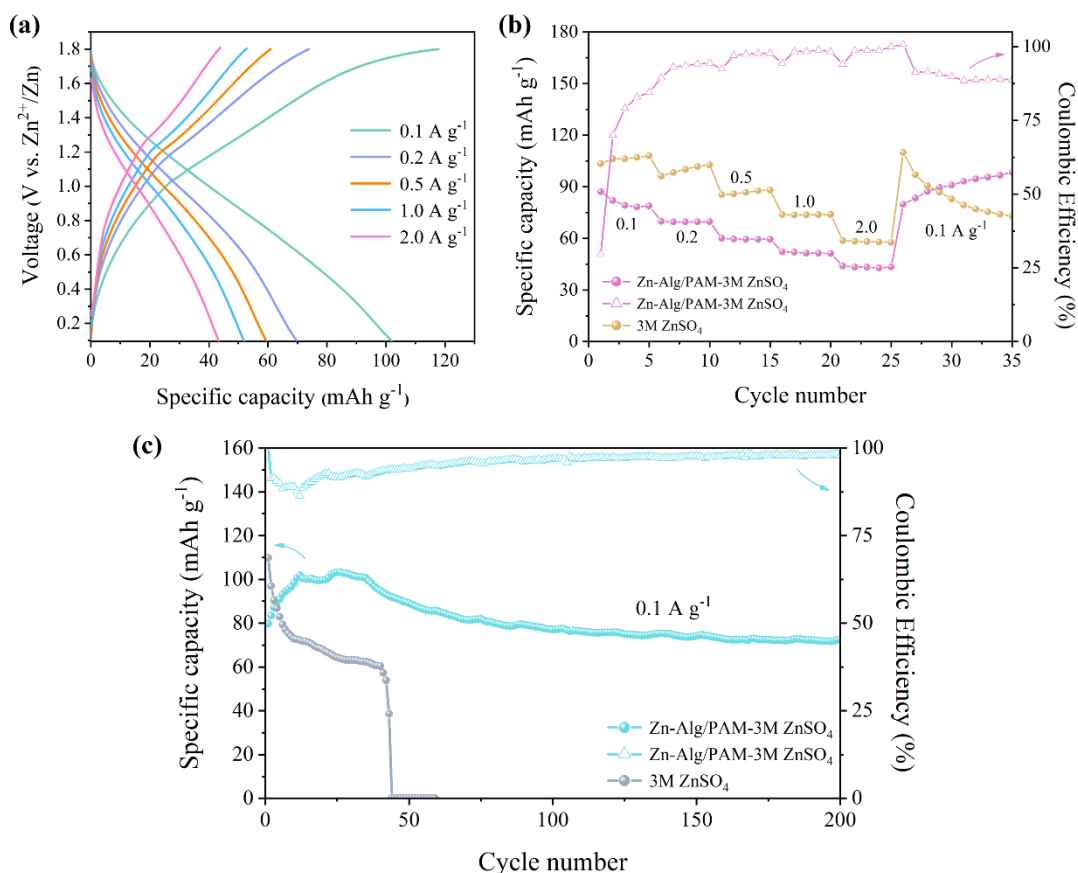 (a)
Voltage (V vs. Zn²⁺/Zn)
1.8
1.6
1.4
1.2
1.0
0.8
0.6
0.4
0.2
0.1 A g⁻¹
0.2 A g⁻¹
0.5 A g⁻¹
1.0 A g⁻¹
2.0 A g⁻¹
0 20 40 60 80 100 120
Specific capacity (mAh g⁻¹)
(b)
Specific capacity (mAh g⁻¹)
180
150
120
90
60
30
0
0.1
0.2
0.5
1.0
2.0
0.1 A g⁻¹
Zn-Alg/PAM-3M ZnSO₄
Zn-Alg/PAM-3M ZnSO₄
3M ZnSO₄
100
75
50
25
0
Coulombic Efficiency (%)
0 5 10 15 20 25 30 35
Cycle number
(c)
Specific capacity (mAh g⁻¹)
160
140
120
100
80
60
40
20
0
0.1 A g⁻¹
Zn-Alg/PAM-3M ZnSO₄
Zn-Alg/PAM-3M ZnSO₄
3M ZnSO₄
100
75
50
25
0
Coulombic Efficiency (%)
0 50 100 150 200
Cycle number